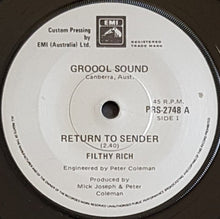 Custom Pressing
by
EMI (Australia) Ltd.
EMI
REGISTERED
TRADE MARK
GROOOL SOUND
Canberra, Aust.
45 R.P.M.
PRS-2748 A
SIDE 1
RETURN TO SENDER
(2.40)
FILTHY RICH
Engineered by Peter
Coleman
Produced by
Mick Joseph & Peter
Coleman